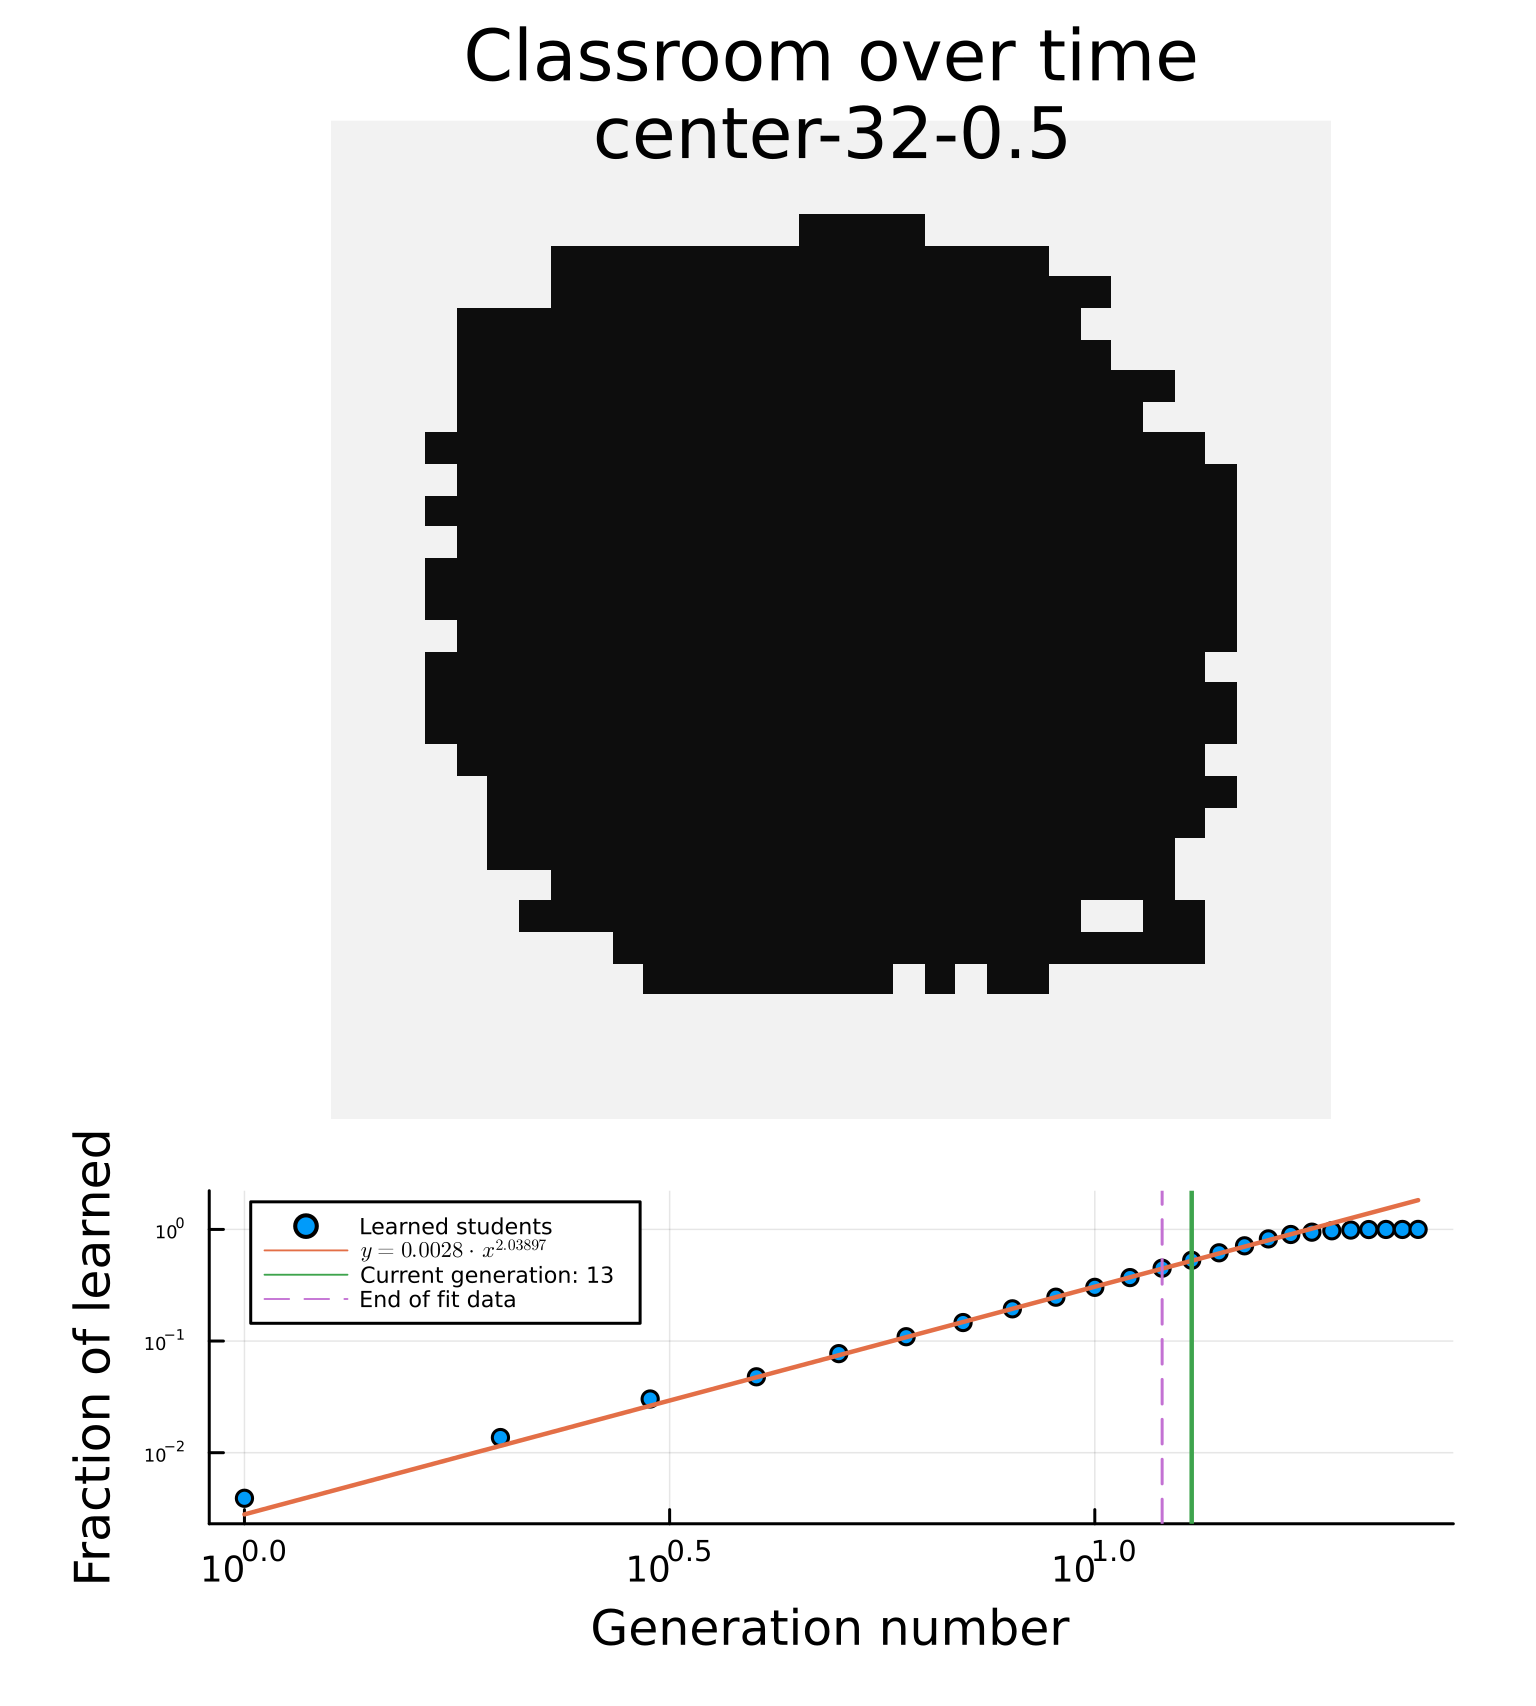 Classroom over time
center-32-0.5
Fraction of learned
10^0
10^-1
10^-2
Learned students
y = 0.0028 · x^2.03897
Current generation: 13
End of fit data
10^0.0 10^0.5 10^1.0
Generation number